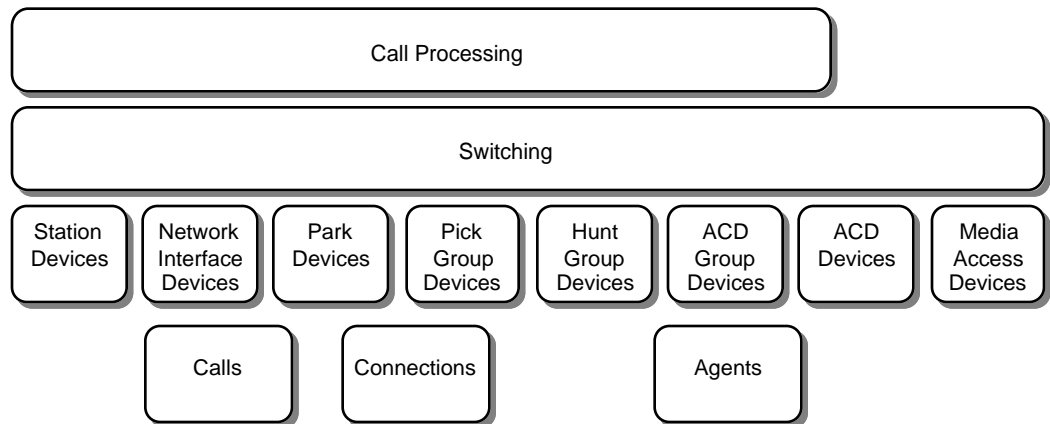 Call Processing
Switching
Station
Devices
Network
Interface
Devices
Park
Devices
Pick
Group
Devices
Hunt
Group
Devices
ACD
Group
Devices
ACD
Devices
Media
Access
Devices
Calls
Connections
Agents